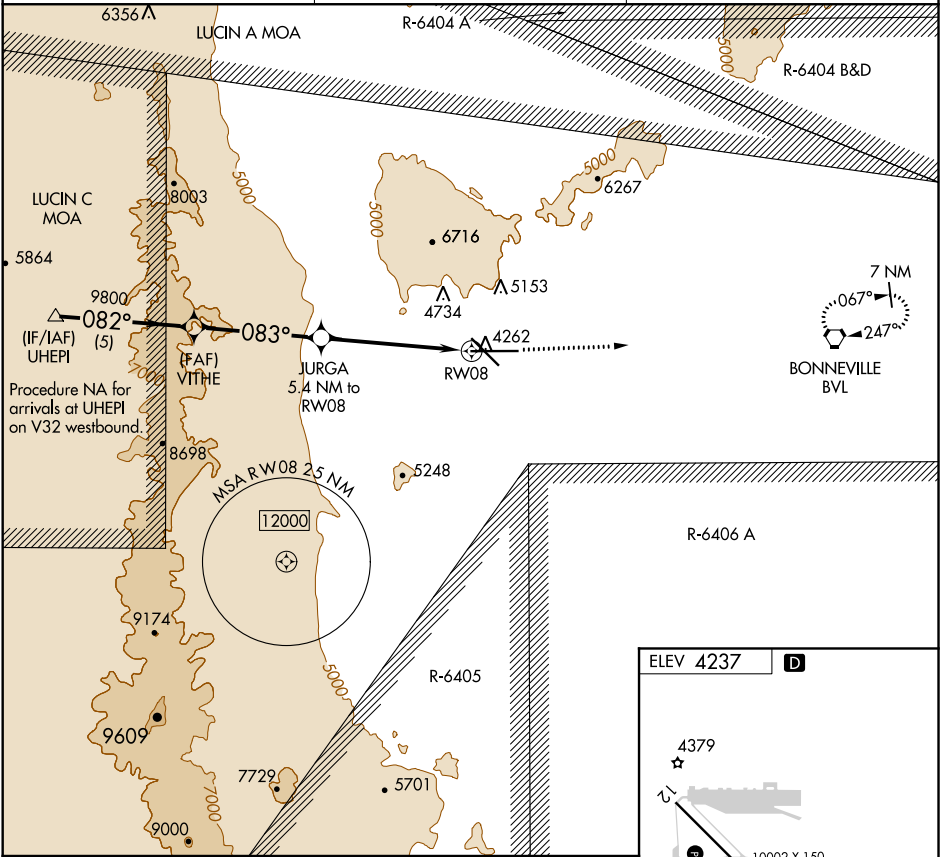 6356
LUCIN A MOA
R-6404 A
5000
R-6404 B&D
5000
8003
5000
5000
6267
LUCIN C
MOA
6716
5864
5153
4734
7 NM
067°
247°
9800
082°
(5)
(IF/IAF)
UHEPI
083°
(FAF)
VITHE
JURGA
5.4 NM to
RW08
4262
RW08
BONNEVILLE
BVL
7000
Procedure NA for
arrivals at UHEPI
on V32 westbound.
8698
5248
MSA RW08 25 NM
12000
R-6406 A
9174
5000
R-6405
ELEV 4237
D
9609
4379
7729
5701
7000
12
9000
P
10002 X 150